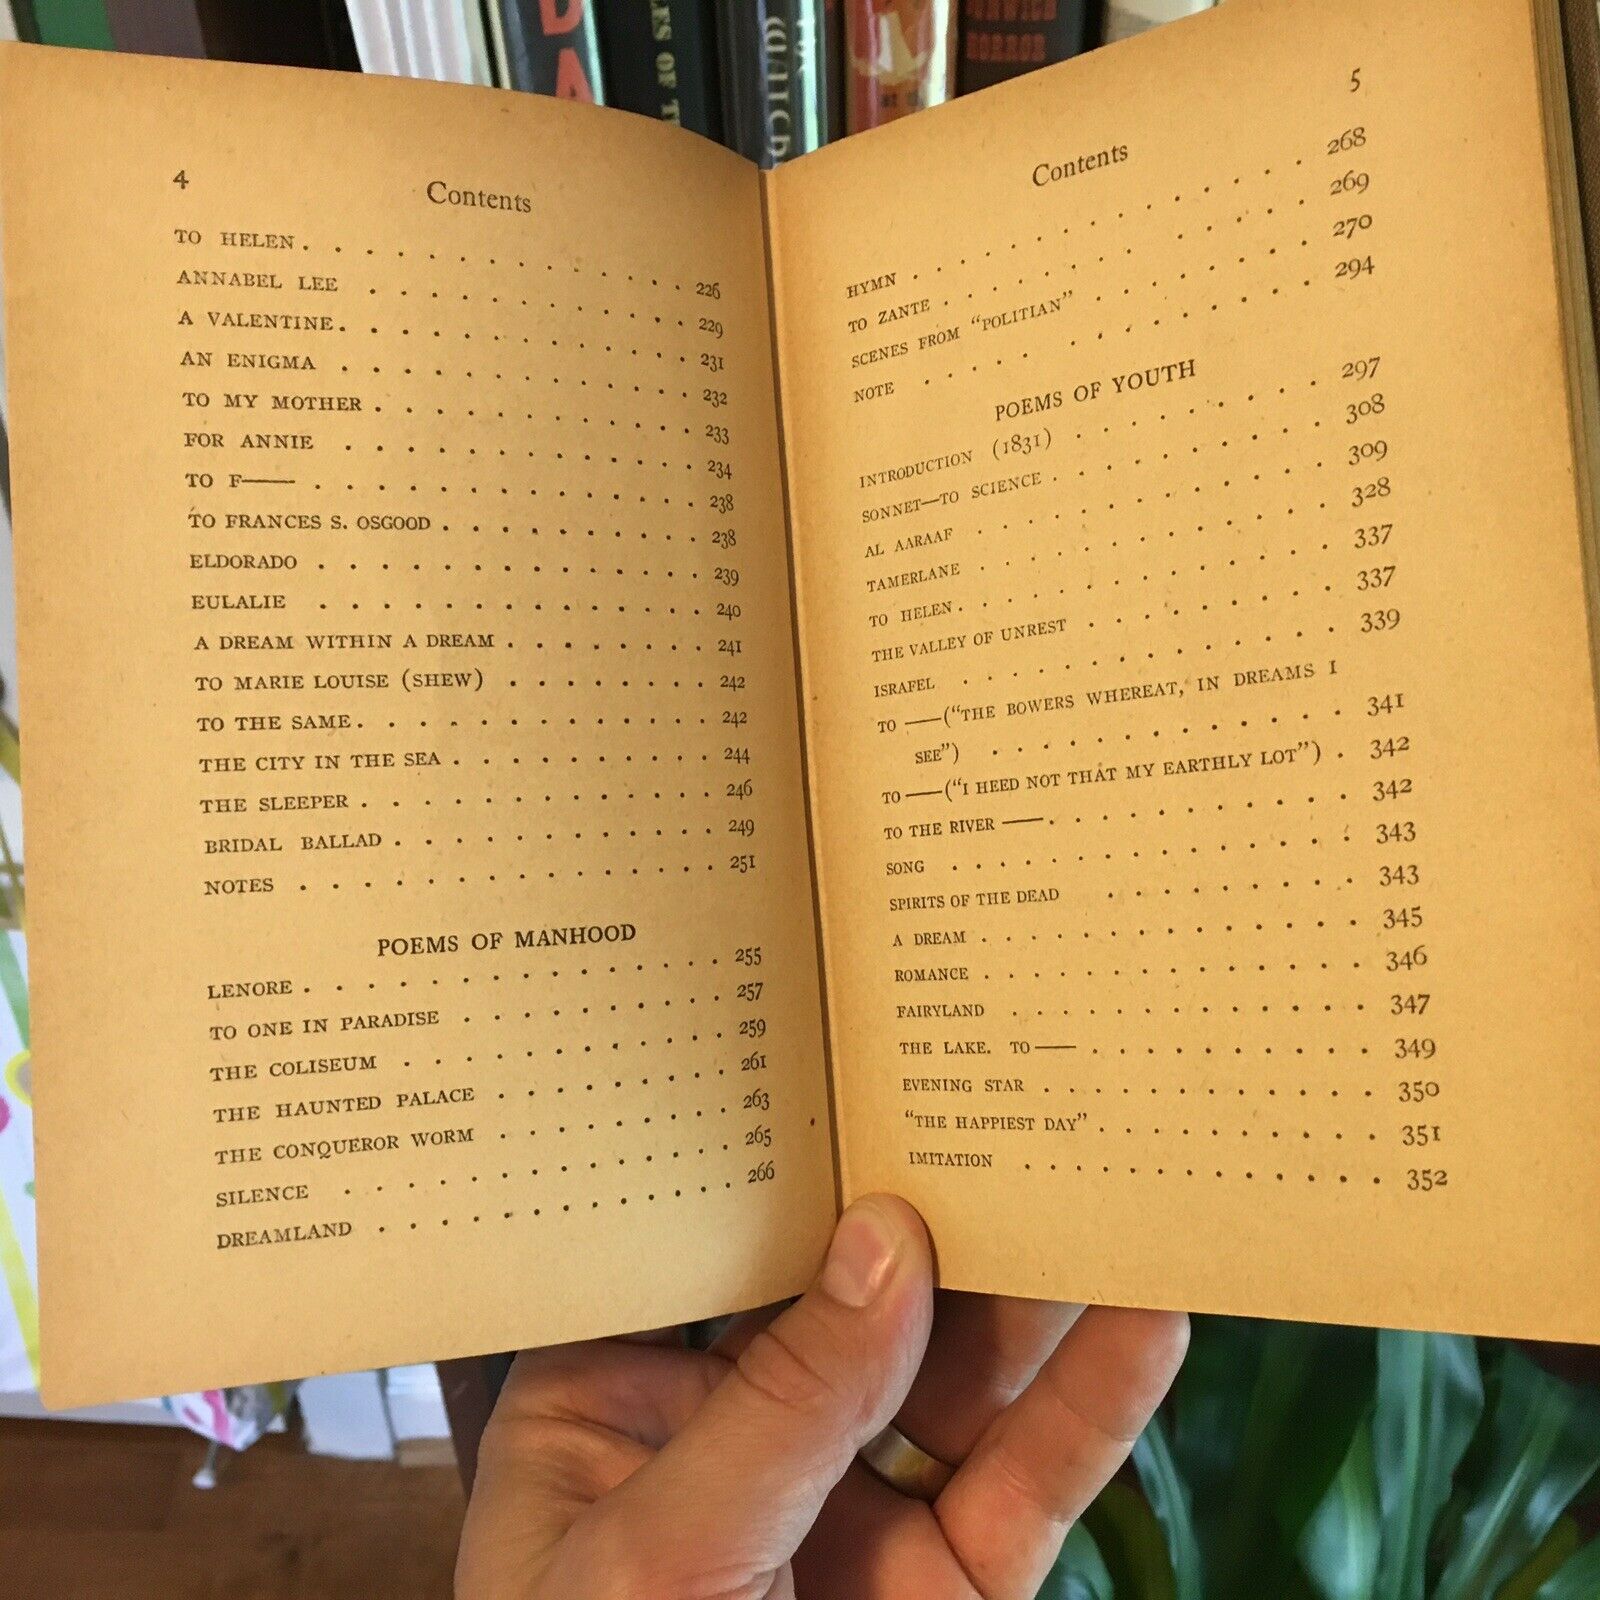 DA
LES OF T
WITCH
at th
HORROR
4
Contents
TO HELEN . . . . . . . . . . . . . 226
ANNABEL LEE . . . . . . . . . . . 229
A VALENTINE . . . . . . . . . . . . 231
AN ENIGMA . . . . . . . . . . . . 232
TO MY MOTHER . . . . . . . . . . . 233
FOR ANNIE . . . . . . . . . . . . 234
TO F—— . . . . . . . . . . . . . 238
TO FRANCES S. OSGOOD . . . . . . . . . 238
ELDORADO . . . . . . . . . . . . . 239
EULALIE . . . . . . . . . . . . . 240
A DREAM WITHIN A DREAM . . . . . . . 241
TO MARIE LOUISE (SHEW) . . . . . . . 242
TO THE SAME . . . . . . . . . . . . 242
THE CITY IN THE SEA . . . . . . . . . 244
THE SLEEPER . . . . . . . . . . . . 246
BRIDAL BALLAD . . . . . . . . . . . 249
NOTES . . . . . . . . . . . . . . 251
POEMS OF MANHOOD
LENORE . . . . . . . . . . . . . . 255
TO ONE IN PARADISE . . . . . . . . . 257
THE COLISEUM . . . . . . . . . . . 259
THE HAUNTED PALACE . . . . . . . . 261
THE CONQUEROR WORM . . . . . . . . 263
SILENCE . . . . . . . . . . . . . 265
DREAMLAND . . . . . . . . . . . . 266
5
Contents
HYMN . . . . . . . . . . . . . 268
TO ZANTE . . . . . . . . . . . . 269
SCENES FROM "POLITIAN" . . . . . . . . 270
NOTE . . . . . . . . . . . . . 294
POEMS OF YOUTH
INTRODUCTION (1831) . . . . . . . . . 297
SONNET—TO SCIENCE . . . . . . . . . . 308
AL AARAAF . . . . . . . . . . . . 309
TAMERLANE . . . . . . . . . . . . 328
TO HELEN . . . . . . . . . . . . . 337
THE VALLEY OF UNREST . . . . . . . . . 337
ISRAFEL . . . . . . . . . . . . . 339
TO ——("THE BOWERS WHEREAT, IN DREAMS I
SEE") . . . . . . . . . . . . . 341
TO ——("I HEED NOT THAT MY EARTHLY LOT") . 342
TO THE RIVER —— . . . . . . . . . . 342
SONG . . . . . . . . . . . . . . 343
SPIRITS OF THE DEAD . . . . . . . . . 343
A DREAM . . . . . . . . . . . . . 345
ROMANCE . . . . . . . . . . . . . 346
FAIRYLAND . . . . . . . . . . . . 347
THE LAKE. TO —— . . . . . . . . . . 349
EVENING STAR . . . . . . . . . . . . 350
"THE HAPPIEST DAY" . . . . . . . . . . 351
IMITATION . . . . . . . . . . . . 352